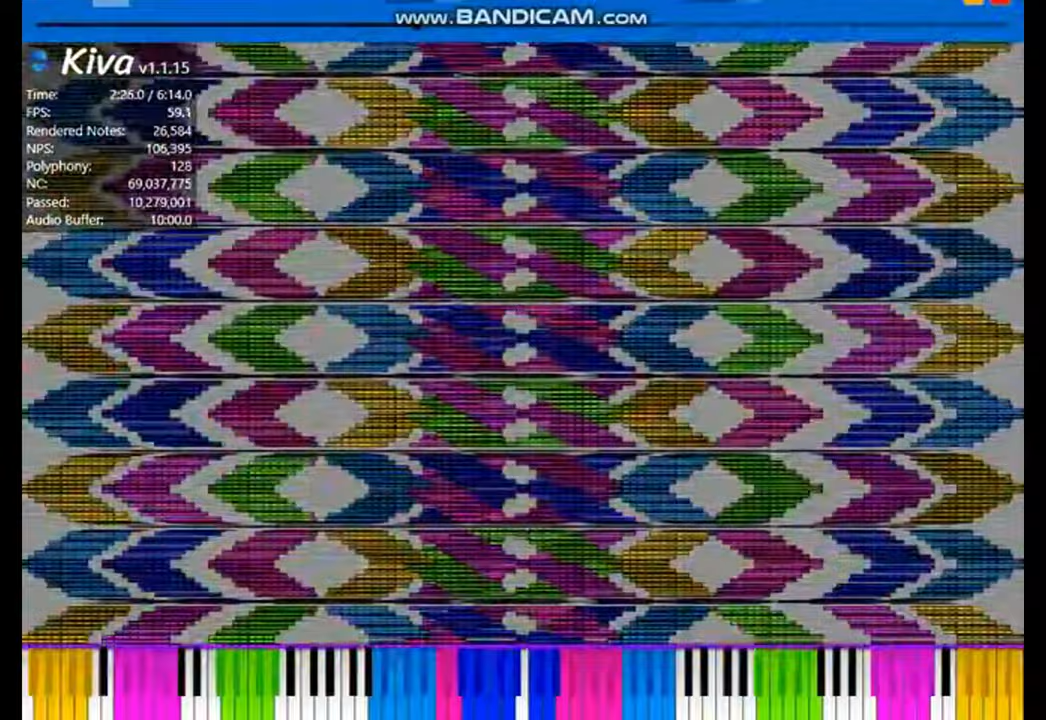 www.BANDICAM.com
Kiva v1.1.15
Time: 2:26.0 / 6:14.0
FPS: 59.1
Rendered Notes: 26,584
NPS: 106,395
Polyphony: 128
NC: 69,037,775
Passed: 10,279,001
Audio Buffer: 10:00.0